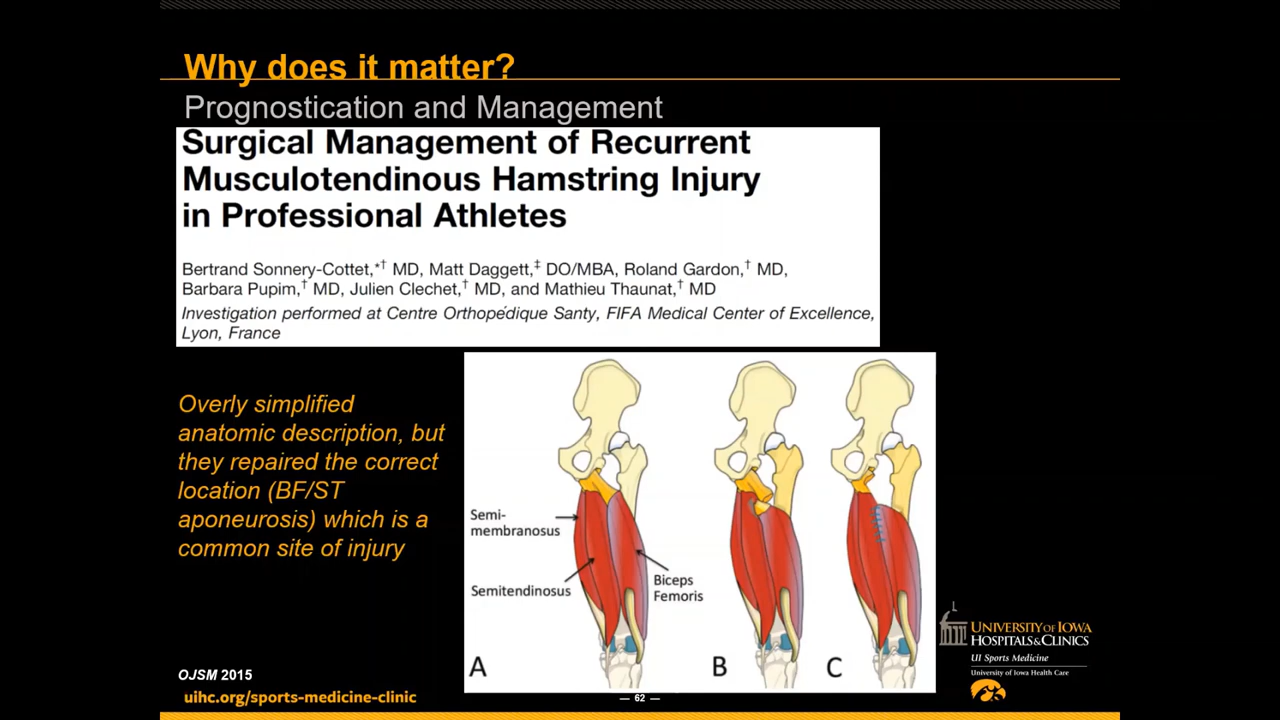 Why does it matter?
Prognostication and Management
Surgical Management of Recurrent
Musculotendinous Hamstring Injury
in Professional Athletes
Bertrand Sonnery-Cottet,*† MD, Matt Daggett,‡ DO/MBA, Roland Gardon,† MD,
Barbara Pupim,† MD, Julien Clechet,† MD, and Mathieu Thaunat,† MD
Investigation performed at Centre Orthopédique Santy, FIFA Medical Center of Excellence,
Lyon, France
Overly simplified
anatomic description, but
they repaired the correct
location (BF/ST
aponeurosis) which is a
common site of injury
Semi-
membranosus
Semitendinosus
Biceps
Femoris
A
B
C
UNIVERSITY OF IOWA
HOSPITALS & CLINICS
UI Sports Medicine
University of Iowa Health Care
OJSM 2015
uihc.org/sports-medicine-clinic
— 62 —